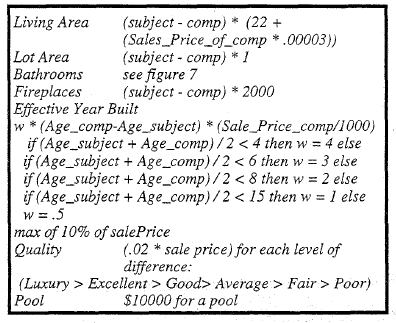 Living Area (subject - comp) * (22 +
(Sales_Price_of_comp * .00003))
Lot Area (subject - comp) * 1
Bathrooms see figure 7
Fireplaces (subject - comp) * 2000
Effective Year Built
w * (Age_comp-Age_subject) * (Sale_Price_comp/1000)
if (Age_subject + Age_comp) / 2 < 4 then w = 4 else
if (Age_subject + Age_comp) / 2 < 6 then w = 3 else
if (Age_subject + Age_comp) / 2 < 8 then w = 2 else
if (Age_subject + Age_comp) / 2 < 15 then w = 1 else
w = .5
max of 10% of salePrice
Quality (.02 * sale price) for each level of
difference:
(Luxury > Excellent > Good> Average > Fair > Poor)
Pool $10000 for a pool